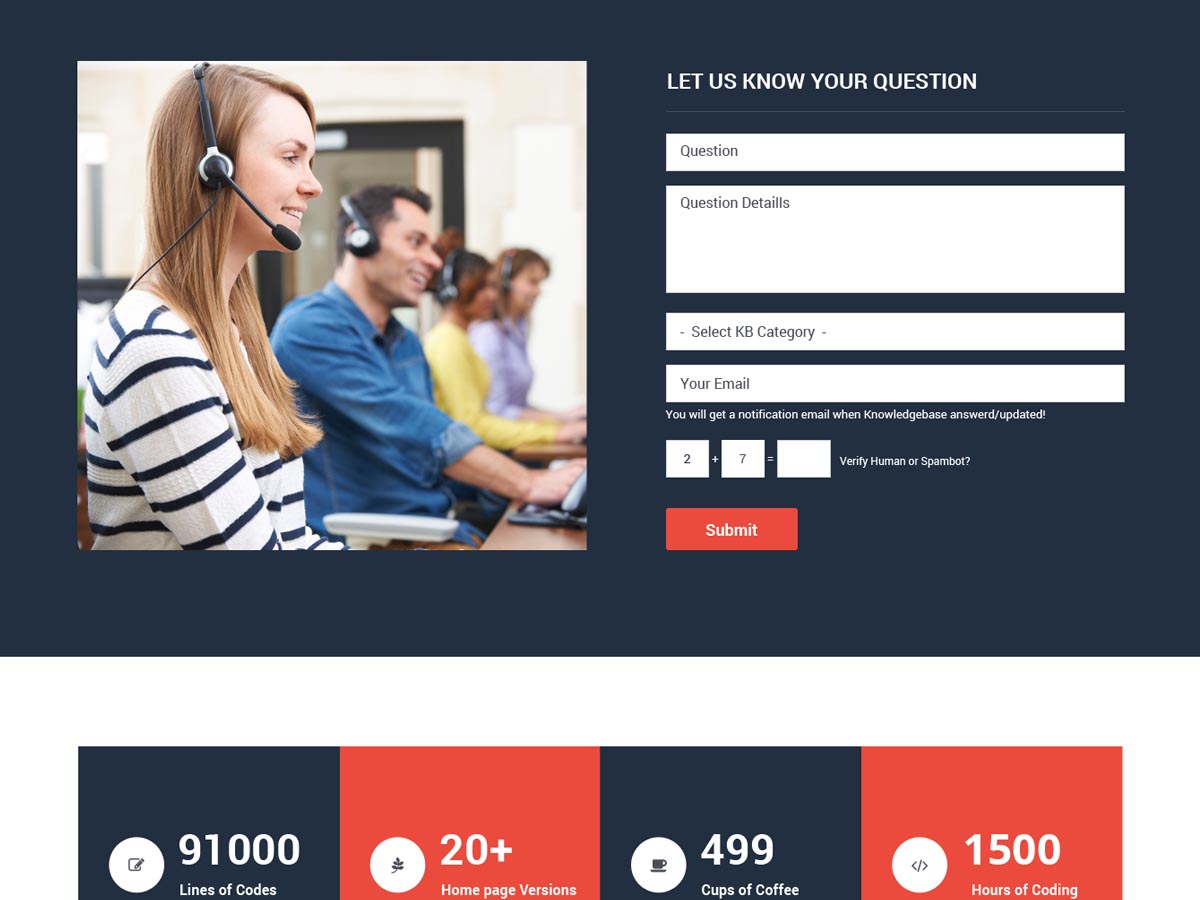 LET US KNOW YOUR QUESTION
Question
Question Detaills
- Select KB Category -
Your Email
You will get a notification email when Knowledgebase answerd/updated!
2 + 7 = Verify Human or Spambot?
Submit
91000
Lines of Codes
20+
Home page Versions
499
Cups of Coffee
1500
Hours of Coding